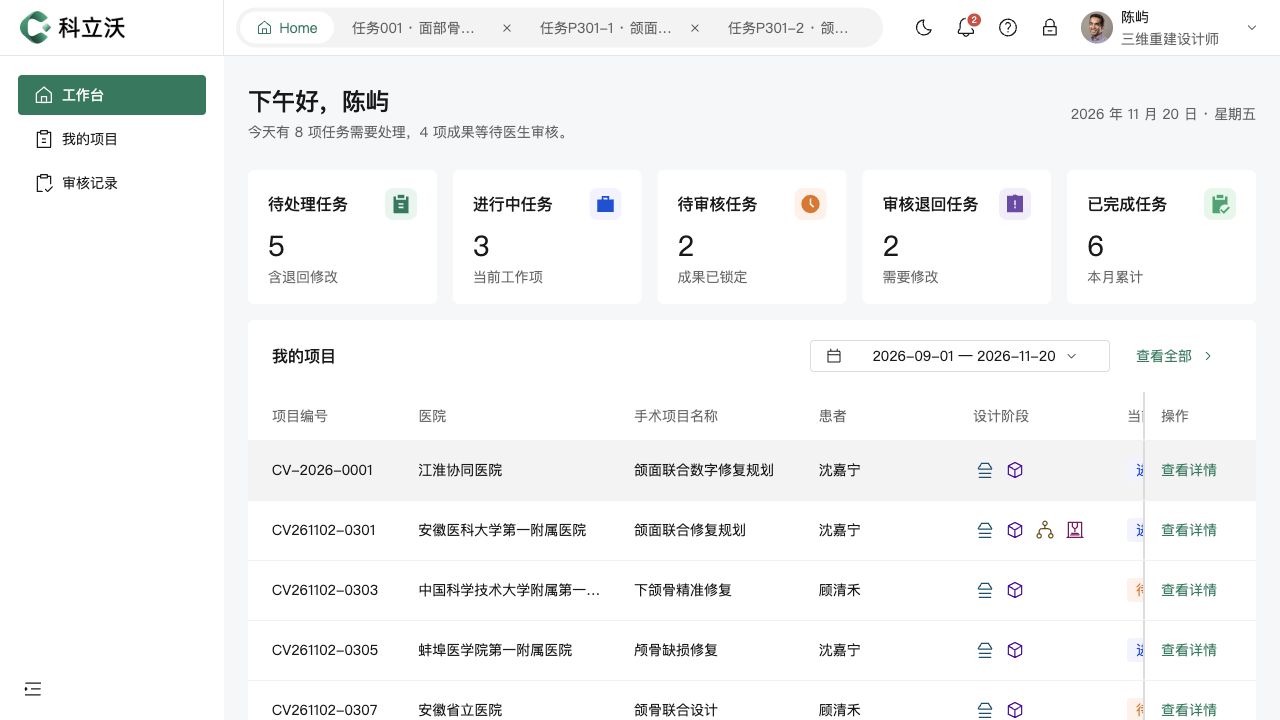 科立沃
Home
任务001 · 面部骨...
任务P301-1 · 颌面...
任务P301-2 · 颌...
2
陈屿
三维重建设计师
工作台
我的项目
审核记录
下午好，陈屿
今天有 8 项任务需要处理，4 项成果等待医生审核。
2026 年 11 月 20 日 · 星期五
待处理任务
5
含退回修改
进行中任务
3
当前工作项
待审核任务
2
成果已锁定
审核退回任务
2
需要修改
已完成任务
6
本月累计
我的项目
2026-09-01 — 2026-11-20
查看全部
项目编号 医院 手术项目名称 患者 设计阶段 操作
CV-2026-0001 江淮协同医院 颌面联合数字修复规划 沈嘉宁 查看详情
CV261102-0301 安徽医科大学第一附属医院 颌面联合修复规划 沈嘉宁 查看详情
CV261102-0303 中国科学技术大学附属第一... 下颌骨精准修复 顾清禾 查看详情
CV261102-0305 蚌埠医学院第一附属医院 颅骨缺损修复 沈嘉宁 查看详情
CV261102-0307 安徽省立医院 颌骨联合设计 顾清禾 查看详情